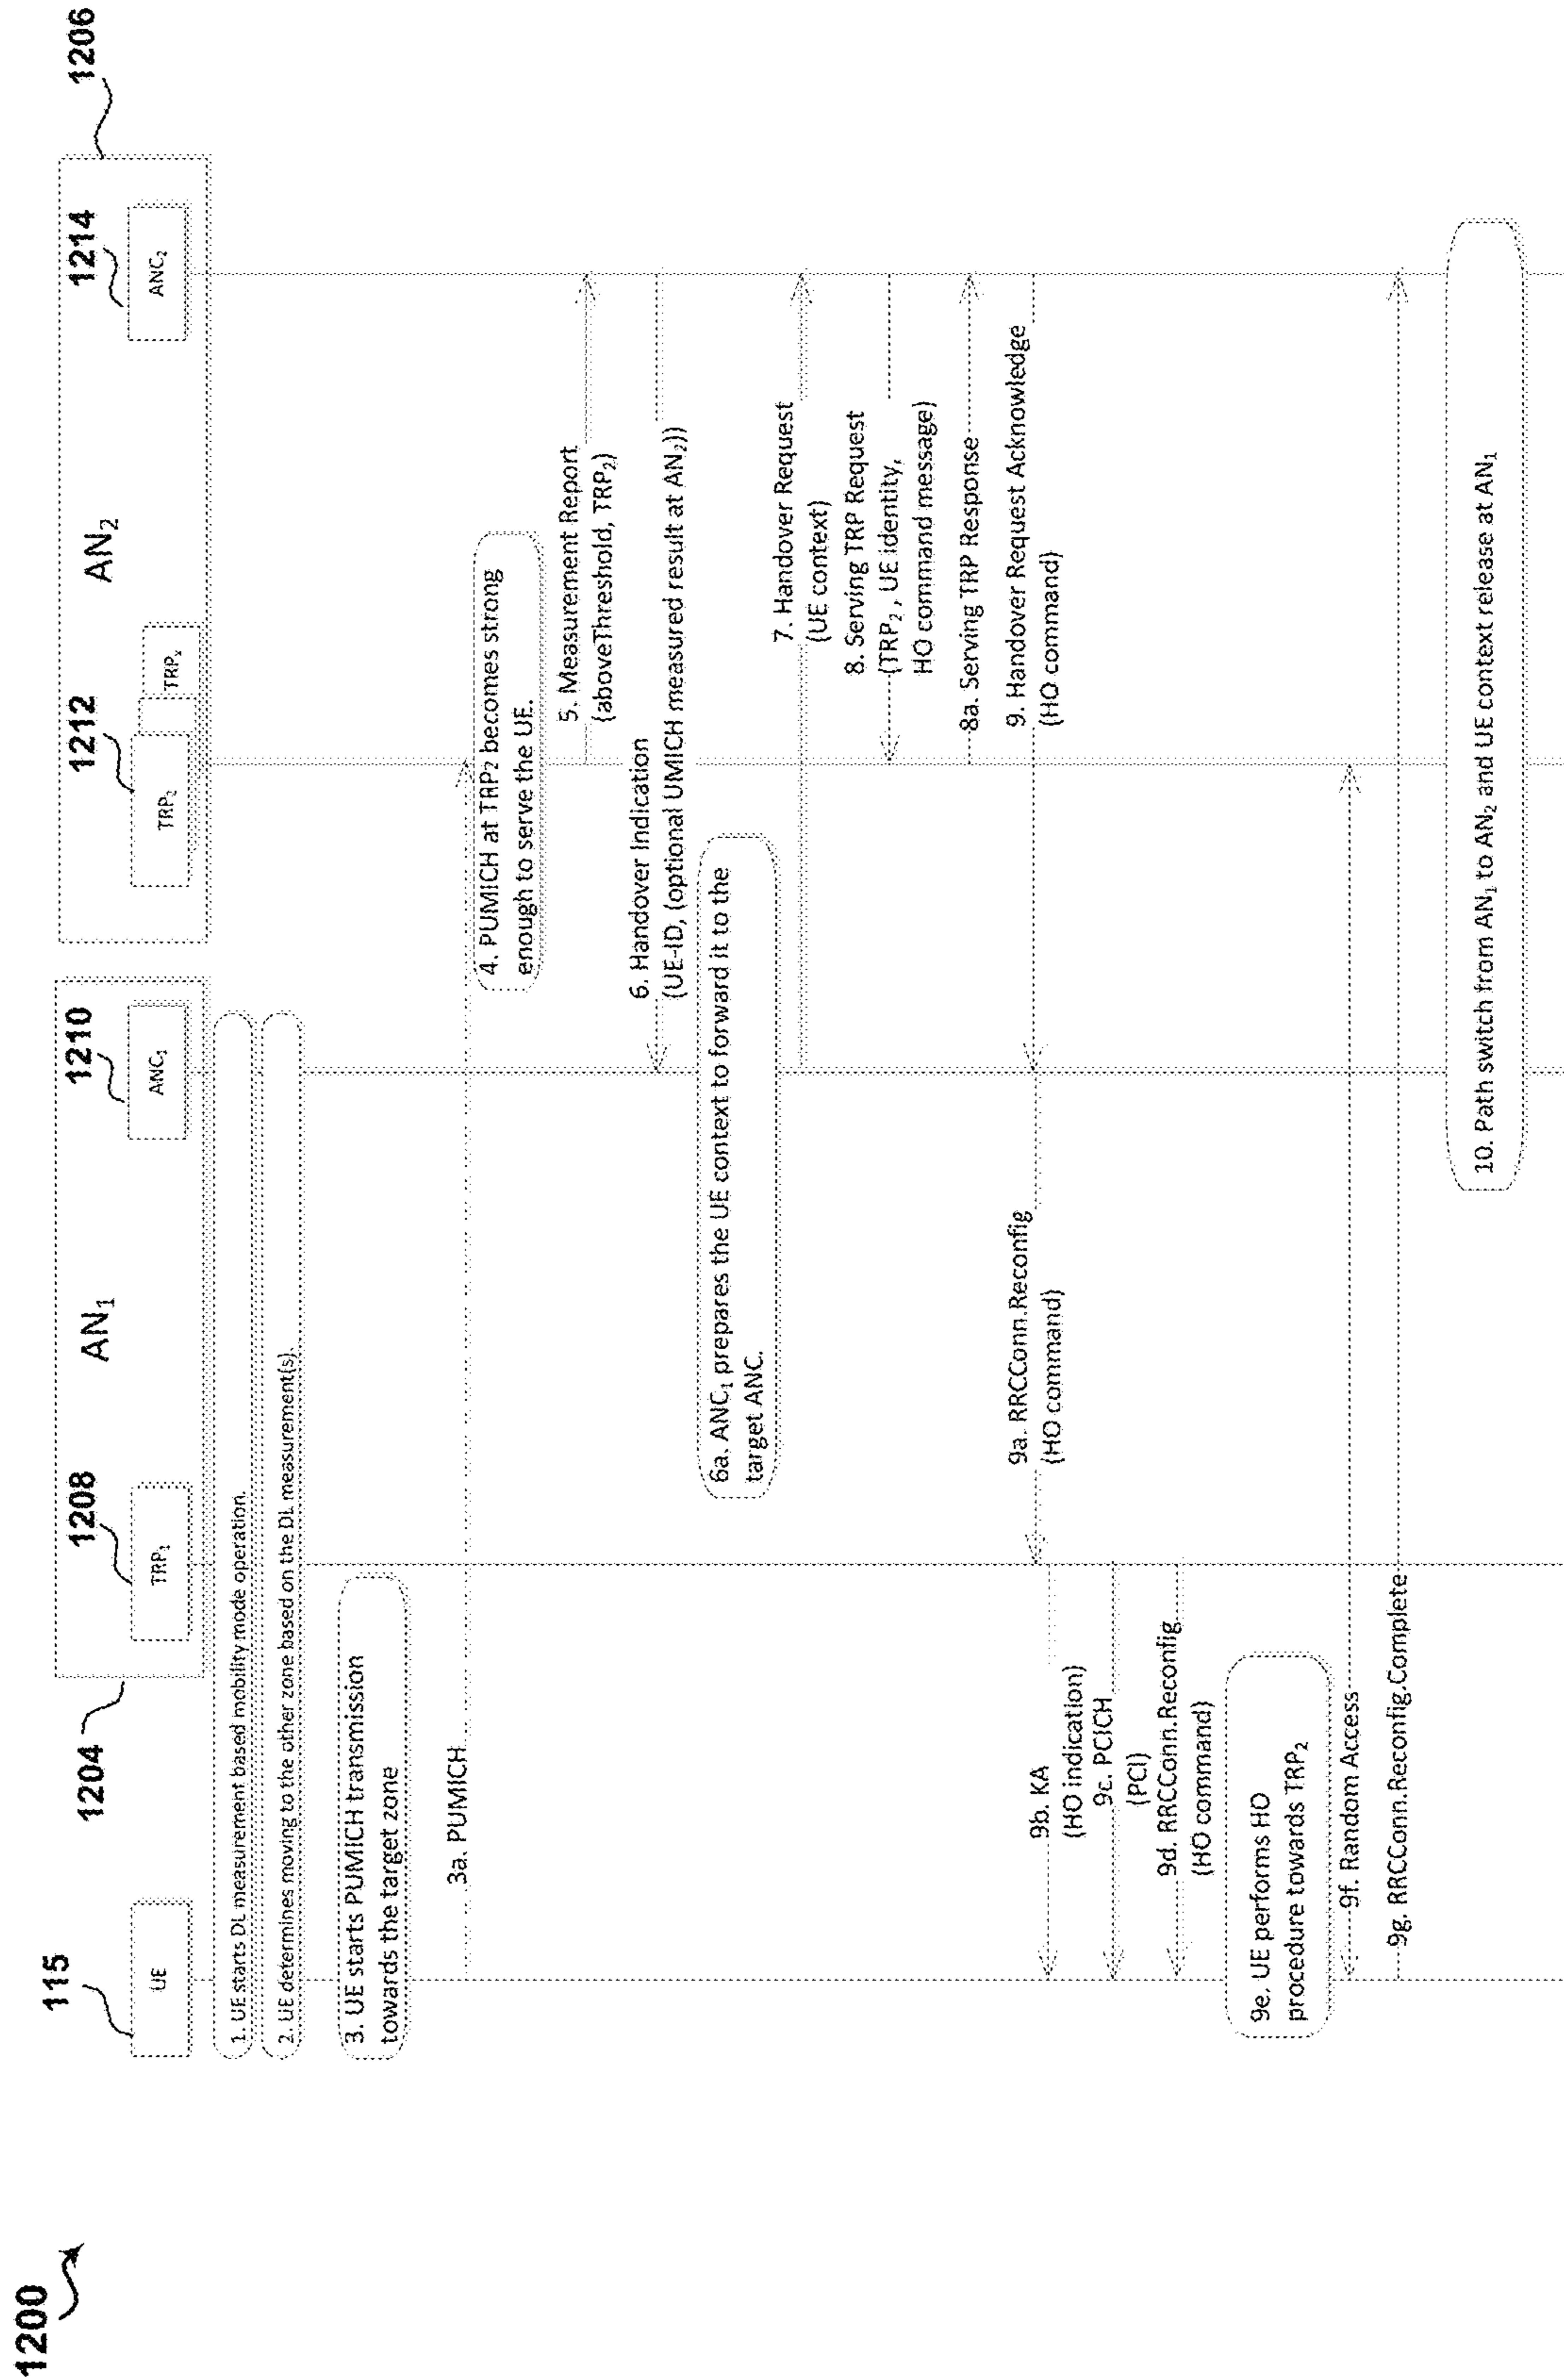 1200
115
1204
1208
1210
1212
1214
1206
AN₁
AN₂
UE
TRP₁
ANC₁
TRP₂
TRPₓ
ANC₂
1. UE starts DL measurement based mobility mode operation.
2. UE determines moving to the other zone based on the DL measurement(s).
3. UE starts PUMICH transmission
towards the target zone
3a. PUMICH
4. PUMICH at TRP₂ becomes strong
enough to serve the UE.
5. Measurement Report
(aboveThreshold, TRP₂)
6. Handover Indication
(UE-ID, (optional UMICH measured result at AN₂))
6a. ANC₁ prepares the UE context to forward it to the
target ANC.
7. Handover Request
(UE context)
8. Serving TRP Request
(TRP₂, UE identity,
HO command message)
8a. Serving TRP Response
9. Handover Request Acknowledge
(HO command)
9a. RRCConn.Reconfig
(HO command)
9b. KA
(HO indication)
9c. PCICH
(PCI)
9d. RRCConn.Reconfig
(HO command)
9e. UE performs HO
procedure towards TRP₂
9f. Random Access
9g. RRCConn.Reconfig.Complete
10. Path switch from AN₁ to AN₂ and UE context release at AN₁